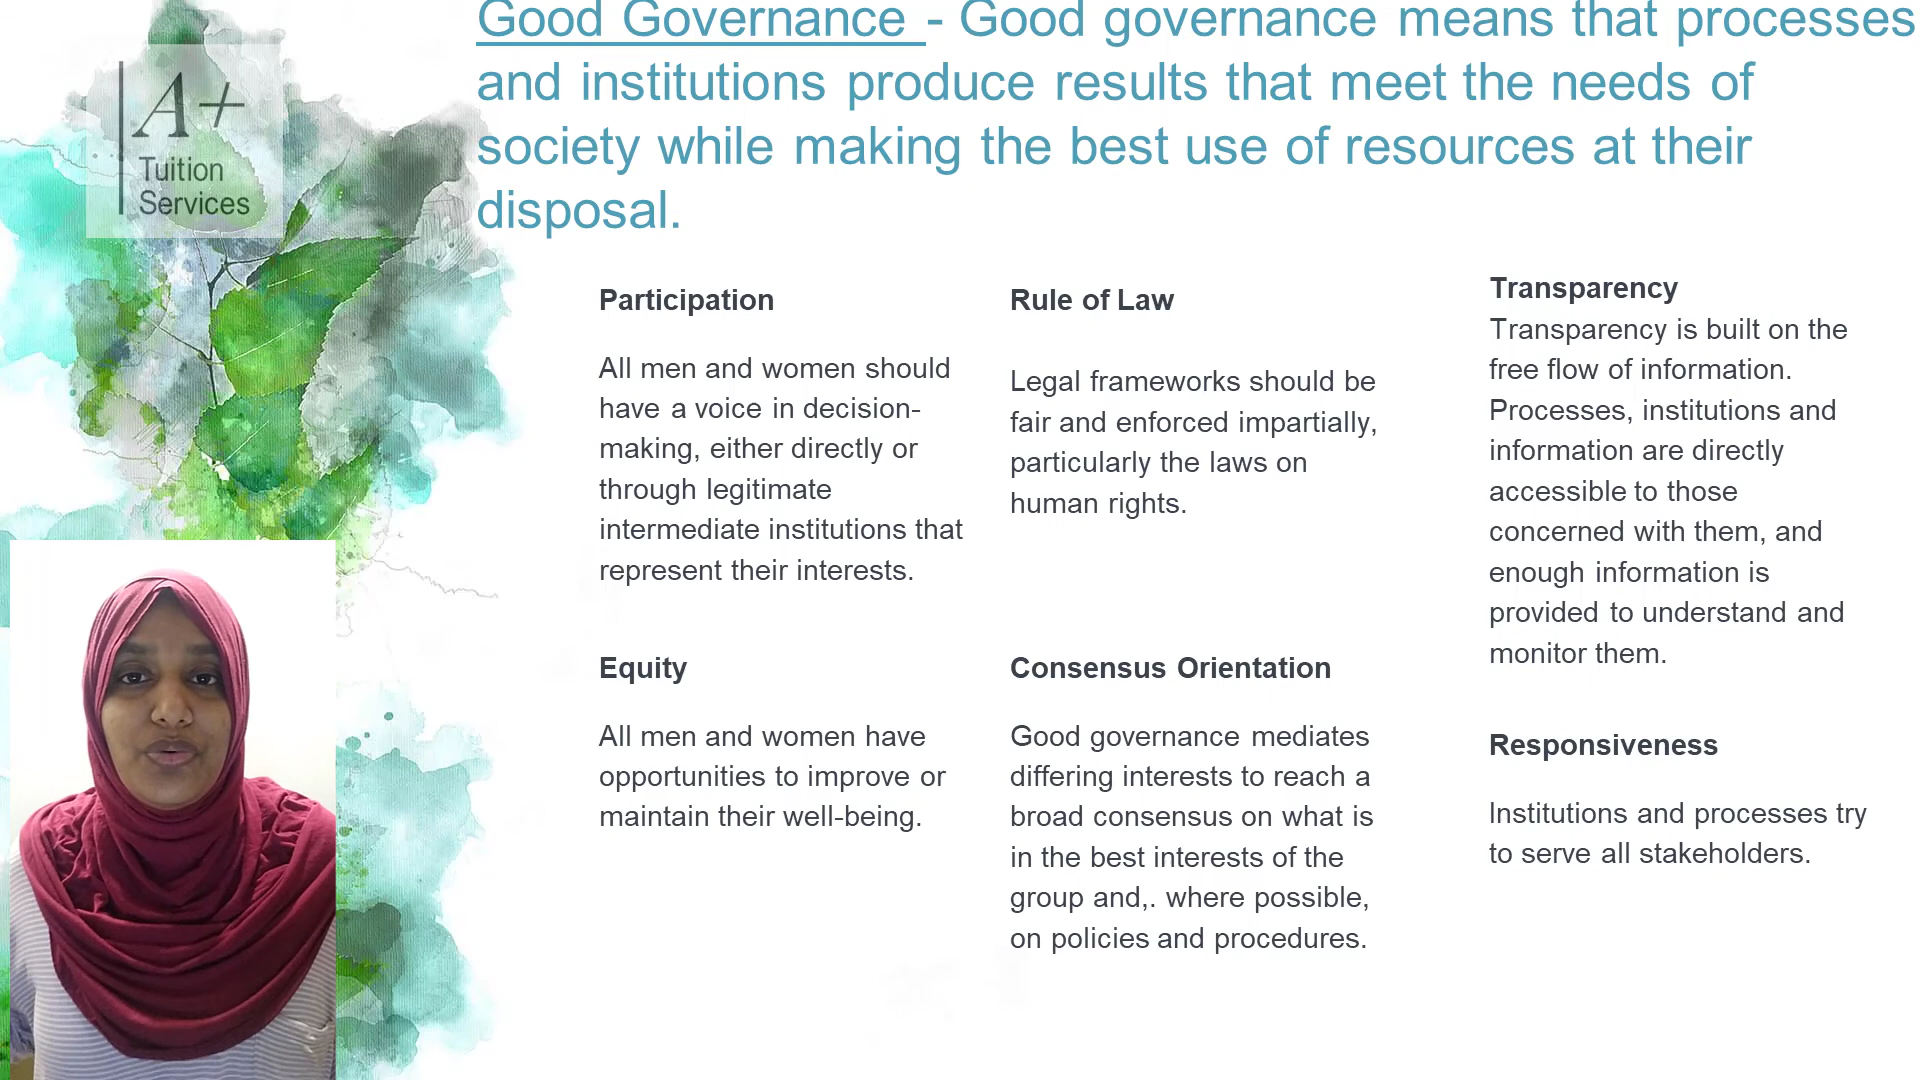 Good Governance - Good governance means that processes
and institutions produce results that meet the needs of
society while making the best use of resources at their
disposal.
A+
Tuition
Services
Participation
All men and women should
have a voice in decision-
making, either directly or
through legitimate
intermediate institutions that
represent their interests.
Rule of Law
Legal frameworks should be
fair and enforced impartially,
particularly the laws on
human rights.
Transparency
Transparency is built on the
free flow of information.
Processes, institutions and
information are directly
accessible to those
concerned with them, and
enough information is
provided to understand and
monitor them.
Equity
All men and women have
opportunities to improve or
maintain their well-being.
Consensus Orientation
Good governance mediates
differing interests to reach a
broad consensus on what is
in the best interests of the
group and,. where possible,
on policies and procedures.
Responsiveness
Institutions and processes try
to serve all stakeholders.